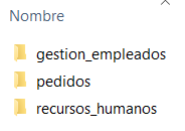 Nombre
gestion_empleados
pedidos
recursos_humanos